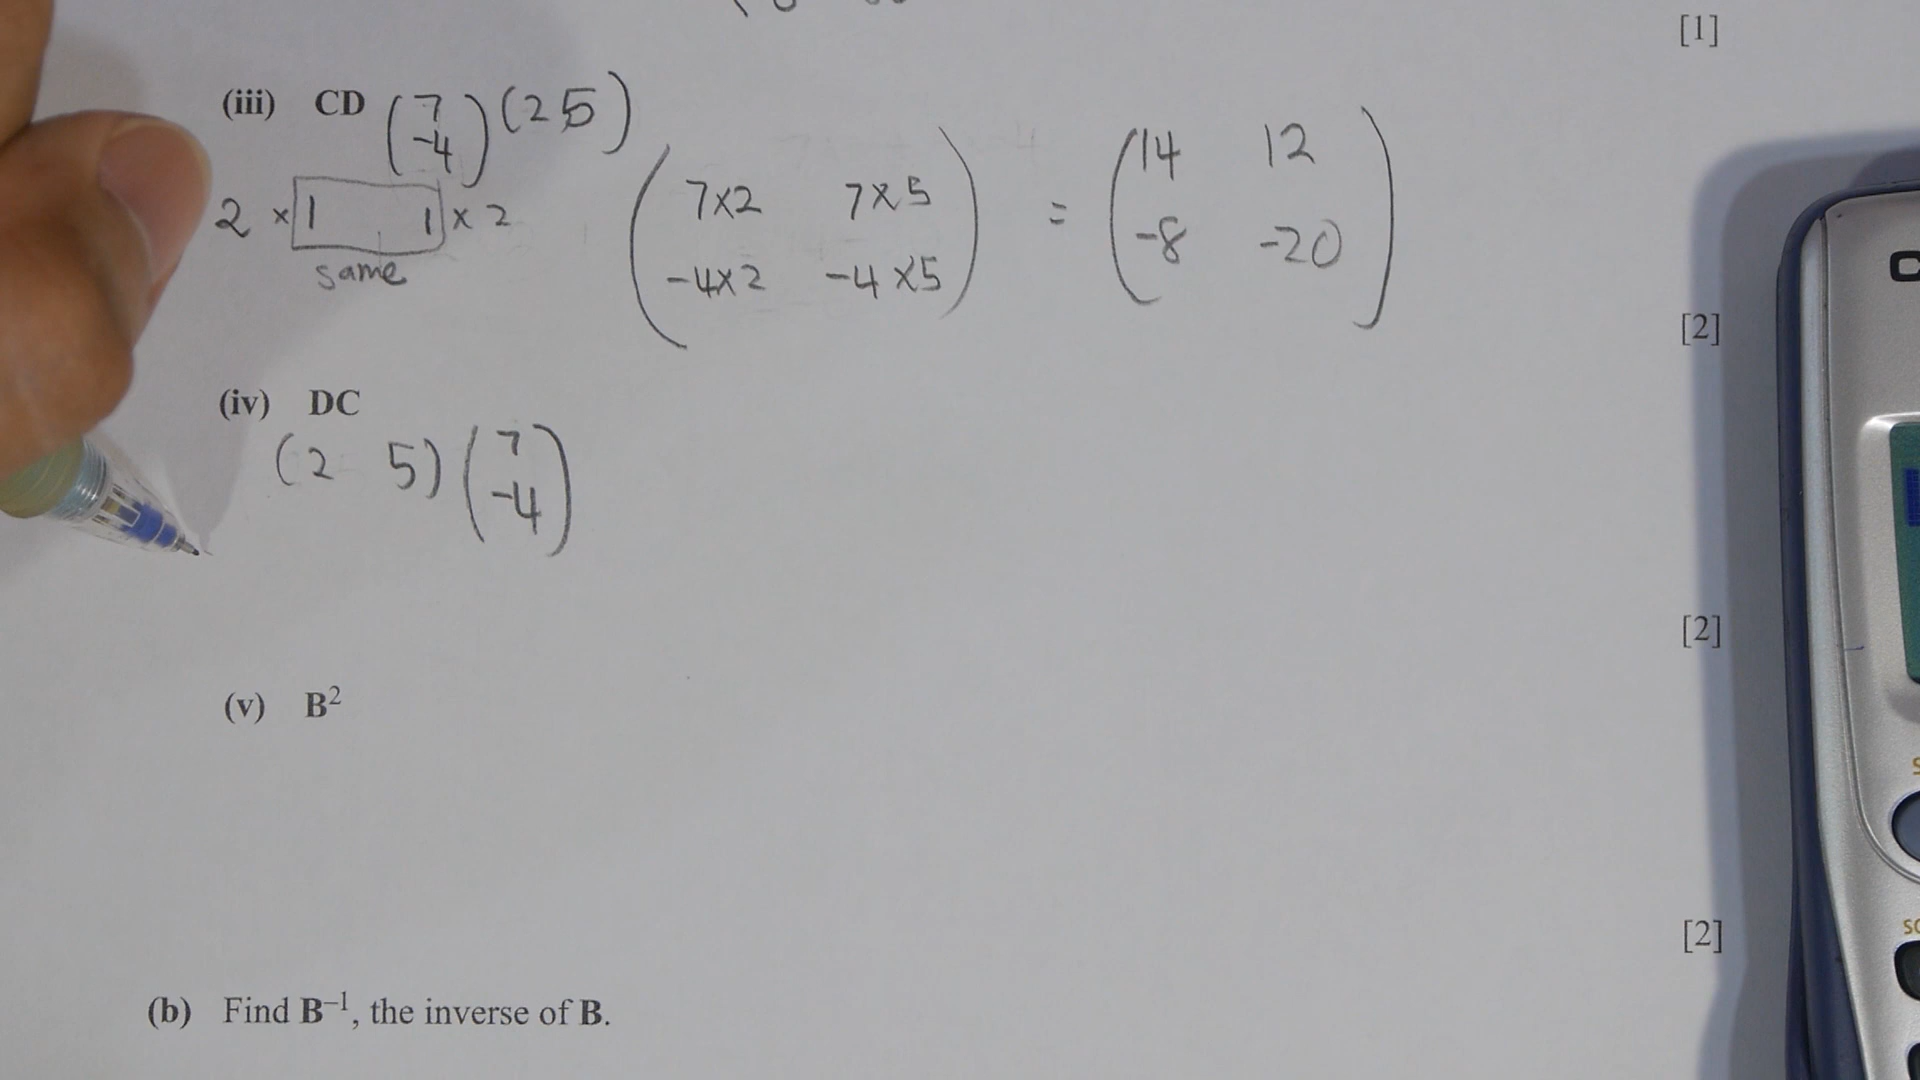 [1]
(iii) CD (7 -4) (2 5)
2 × 1 1 × 2
same
(7×2 7×5
-4×2 -4×5)
= (14 12
-8 -20)
[2]
(iv) DC
(2 5) (7 -4)
[2]
(v) B²
[2]
(b) Find B⁻¹, the inverse of B.